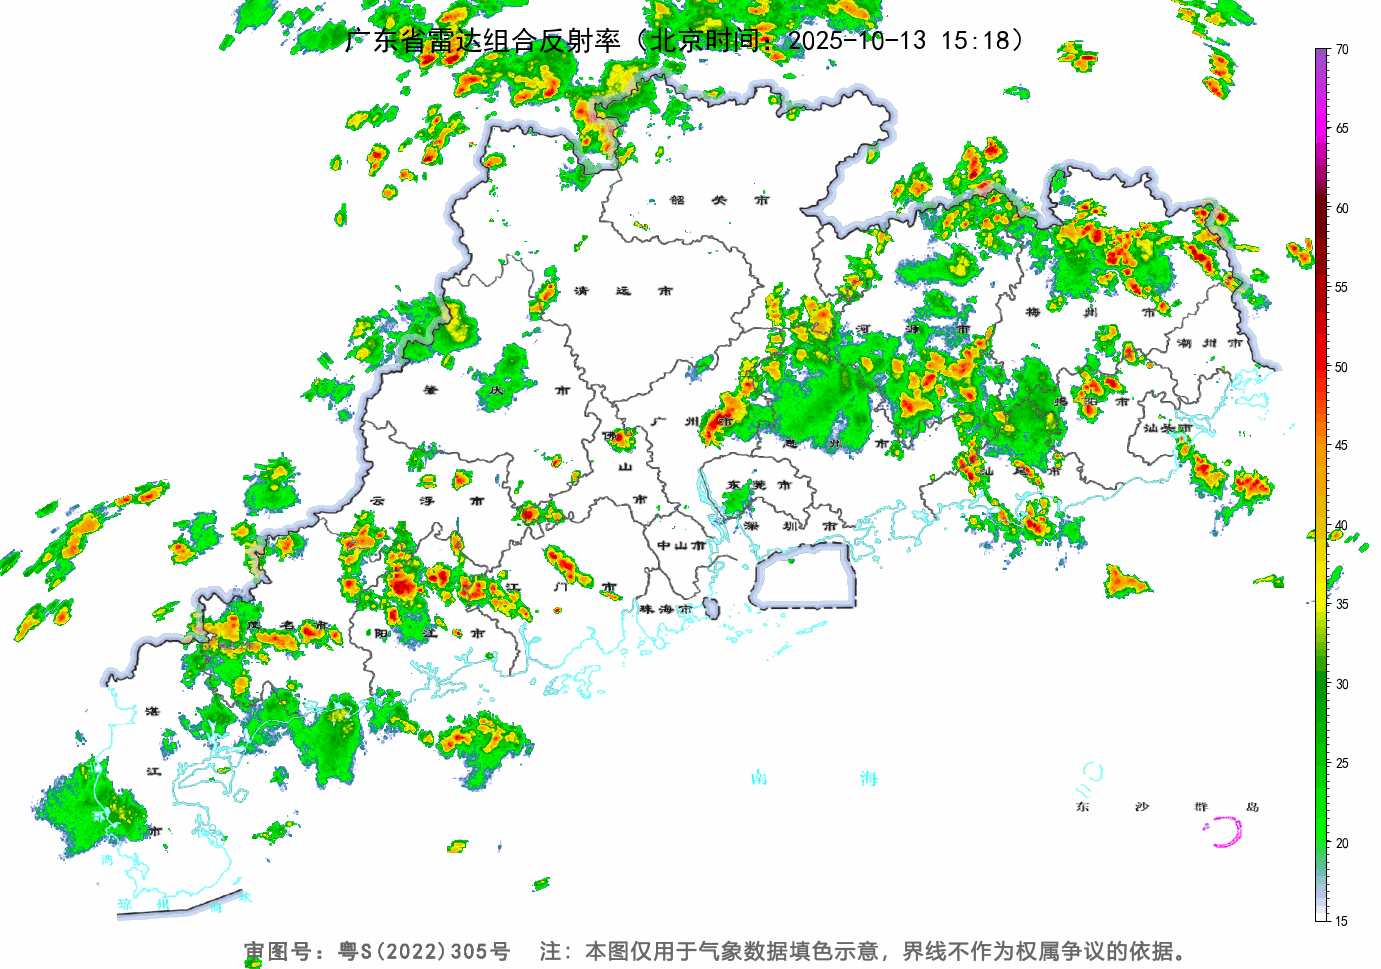 广东省雷达组合反射率（北京时间：2025-10-13 15:18）
70
65
60
55
50
45
40
35
30
25
20
15
韶关市
清远市
河源市
梅州市
潮州市
肇庆市
广州市
佛山市
惠州市
揭阳市
汕头市
汕尾市
云浮市
东莞市
深圳市
中山市
江门市
珠海市
茂名市
阳江市
湛江市
南海
东沙群岛
湾
琼州海峡
审图号：粤S(2022)305号 注：本图仅用于气象数据填色示意，界线不作为权属争议的依据。